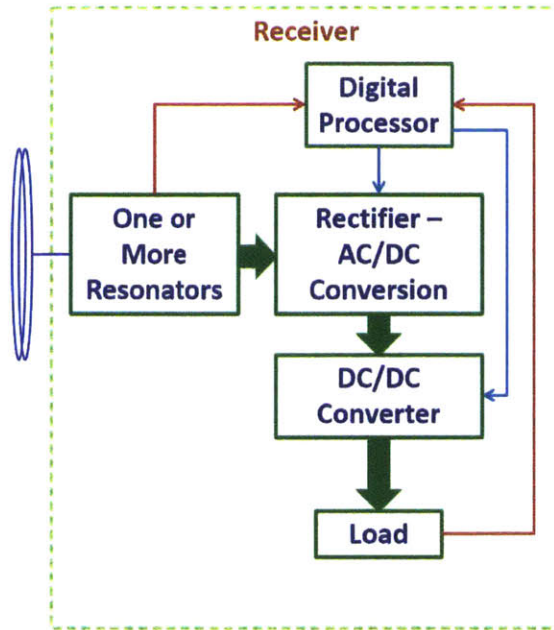 Receiver
Digital
Processor
One or
More
Resonators
Rectifier –
AC/DC
Conversion
DC/DC
Converter
Load